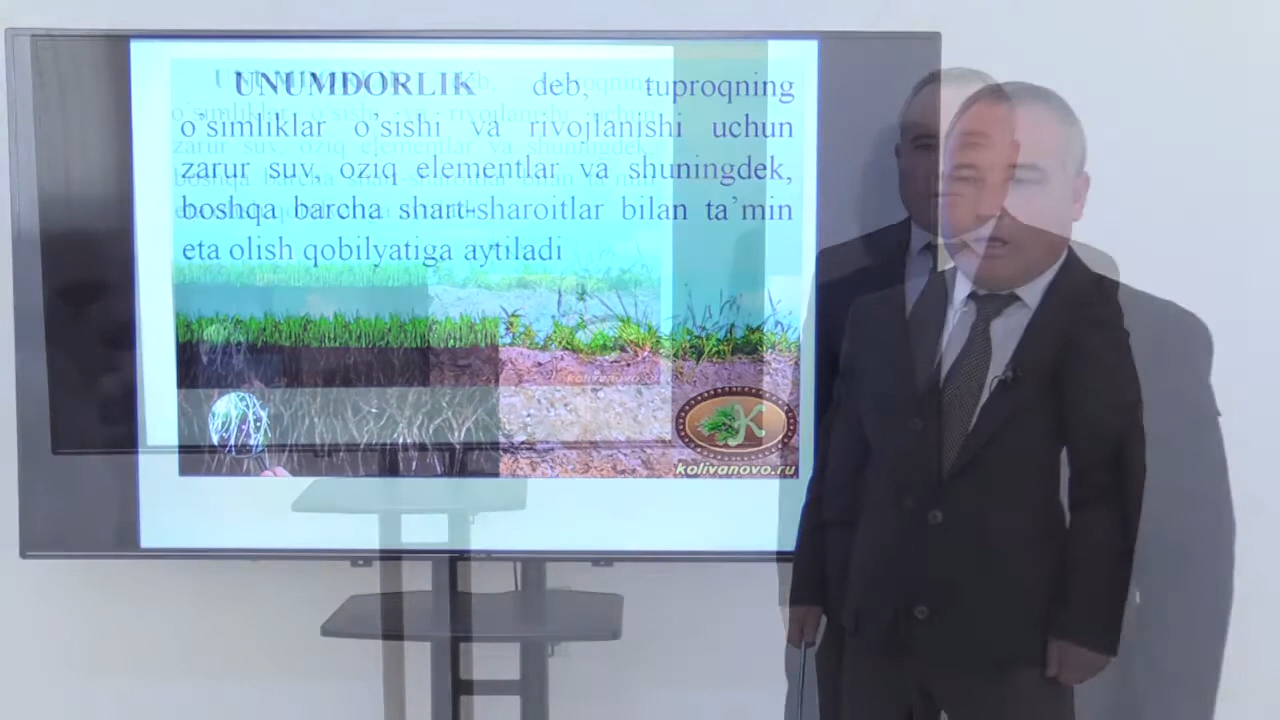 UNUMDORLIK deb, tuproqning
o‘simliklar o‘sishi va rivojlanishi uchun
zarur suv, oziq elementlar va shuningdek,
boshqa barcha shart-sharoitlar bilan ta’min
eta olish qobilyatiga aytiladi
kolivanovo
K
kolivanovo.ru